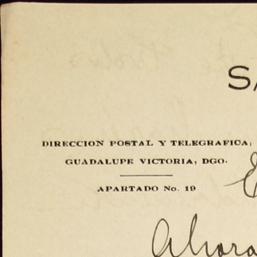 SA
DIRECCION POSTAL Y TELEGRAFICA;
GUADALUPE VICTORIA, DGO.
APARTADO No. 19
E
Ahora